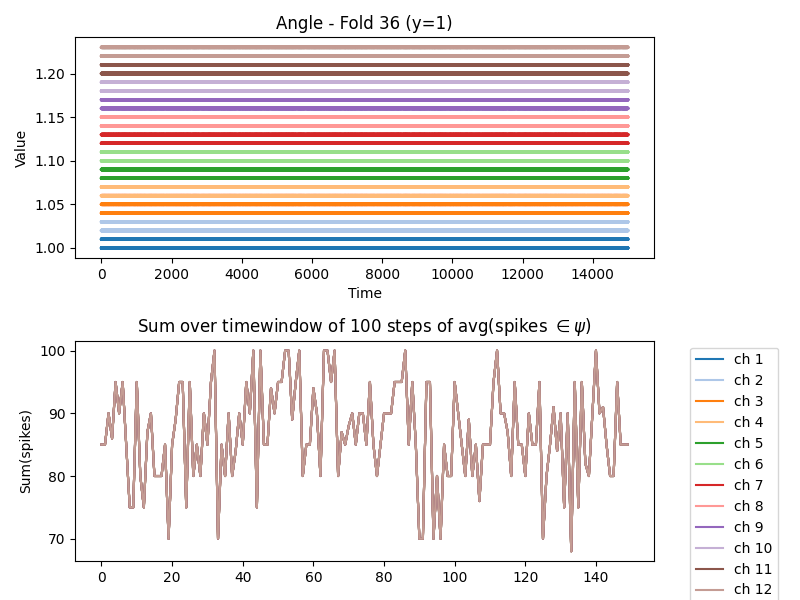 Angle - Fold 36 (y=1)
Value
1.20
1.15
1.10
1.05
1.00
0 2000 4000 6000 8000 10000 12000 14000
Time
Sum over timewindow of 100 steps of avg(spikes ∈ ψ)
Sum(spikes)
100
90
80
70
0 20 40 60 80 100 120 140
ch 1
ch 2
ch 3
ch 4
ch 5
ch 6
ch 7
ch 8
ch 9
ch 10
ch 11
ch 12